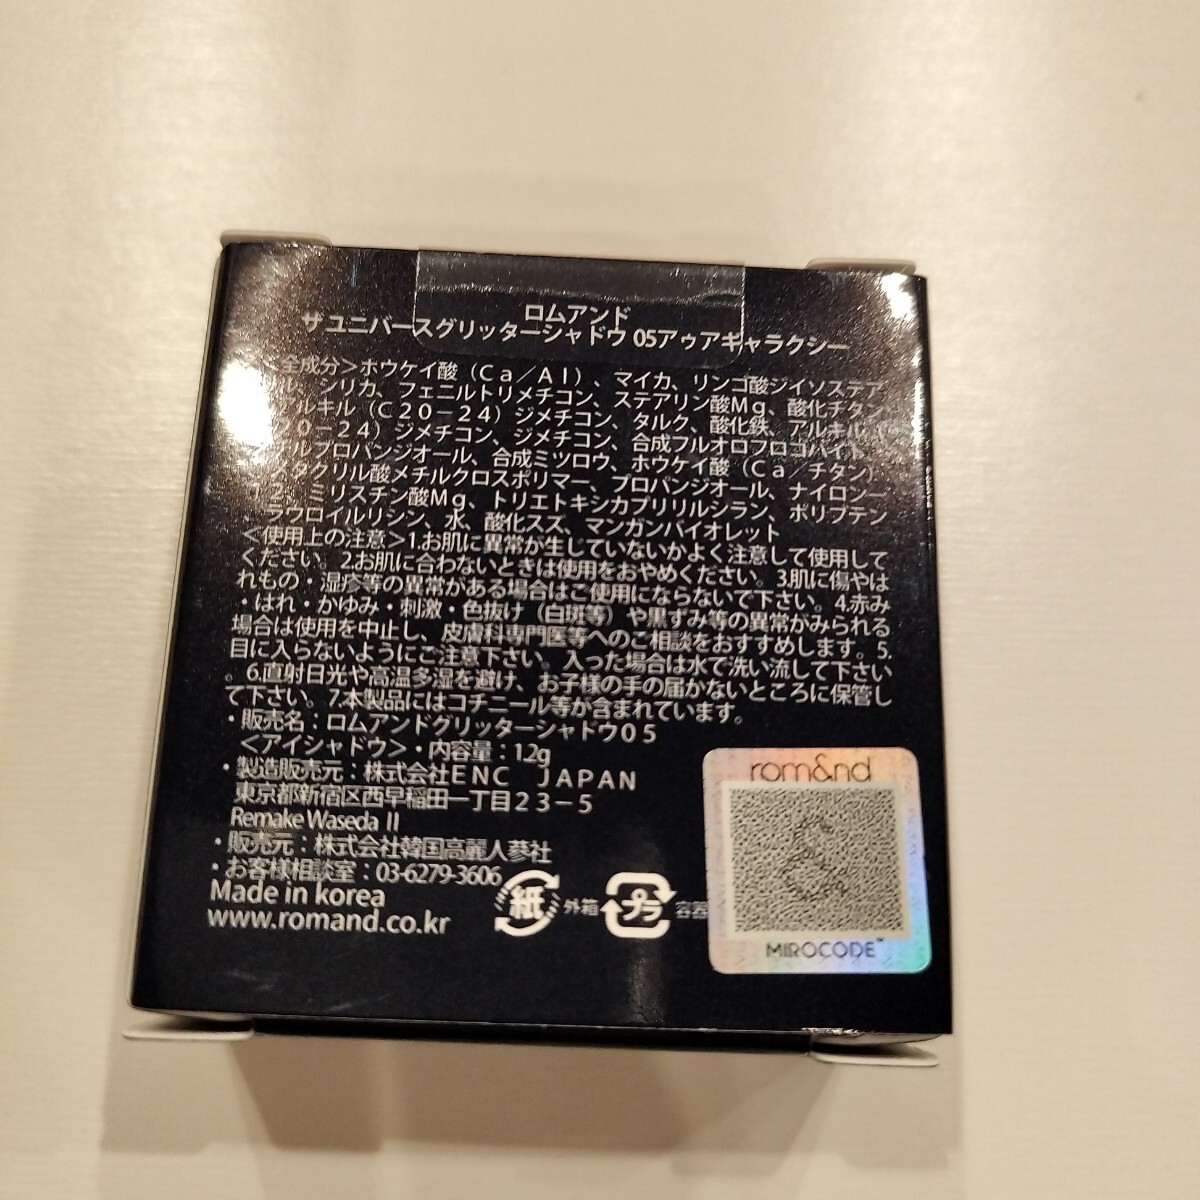 ロムアンド
ザユニバースグリッターシャドウ 05アゥアギャラクシー
<全成分>ホウケイ酸(Ca/Al)、マイカ、リンゴ酸ジイソステア
シリカ、フェニルトリメチコン、ステアリン酸Mg、酸化チタン、
アルキル(C20-24)ジメチコン、タルク、酸化鉄、アルキル
20-24)ジメチコン、ジメチコン、合成フルオロフロゴパイト、
プロパンジオール、合成ミツロウ、ホウケイ酸(Ca/チタン)
メタクリル酸メチルクロスポリマー、プロパンジオール、ナイロンー
12、ミリスチン酸Mg、トリエトキシカプリリルシラン、ポリブテン
ラウロイルリシン、水、酸化スズ、マンガンバイオレット
<使用上の注意>1.お肌に異常が生じていないかよく注意して使用して
ください。2.お肌に合わないときは使用をおやめください。3.肌に傷やは
れもの・湿疹等の異常がある場合はご使用にならないで下さい。4.赤み
・はれ・かゆみ・刺激・色抜け(白斑等)や黒ずみ等の異常がみられる
場合は使用を中止し、皮膚科専門医等へのご相談をおすすめします。5.
目に入らないようにご注意下さい。入った場合は水で洗い流して下さい
。6.直射日光や高温多湿を避け、お子様の手の届かないところに保管し
て下さい。7.本製品にはコチニール等が含まれています。
・販売名:ロムアンドグリッターシャドウ05
<アイシャドウ>・内容量:1.2g
・製造販売元:株式会社ENC JAPAN
東京都新宿区西早稲田一丁目23-5
Remake Waseda II
・販売元:株式会社韓国高麗人蔘社
・お客様相談室:03-6279-3606
Made in korea
www.romand.co.kr
紙 外箱 プラ 容器
rom&nd
MIROCODE™